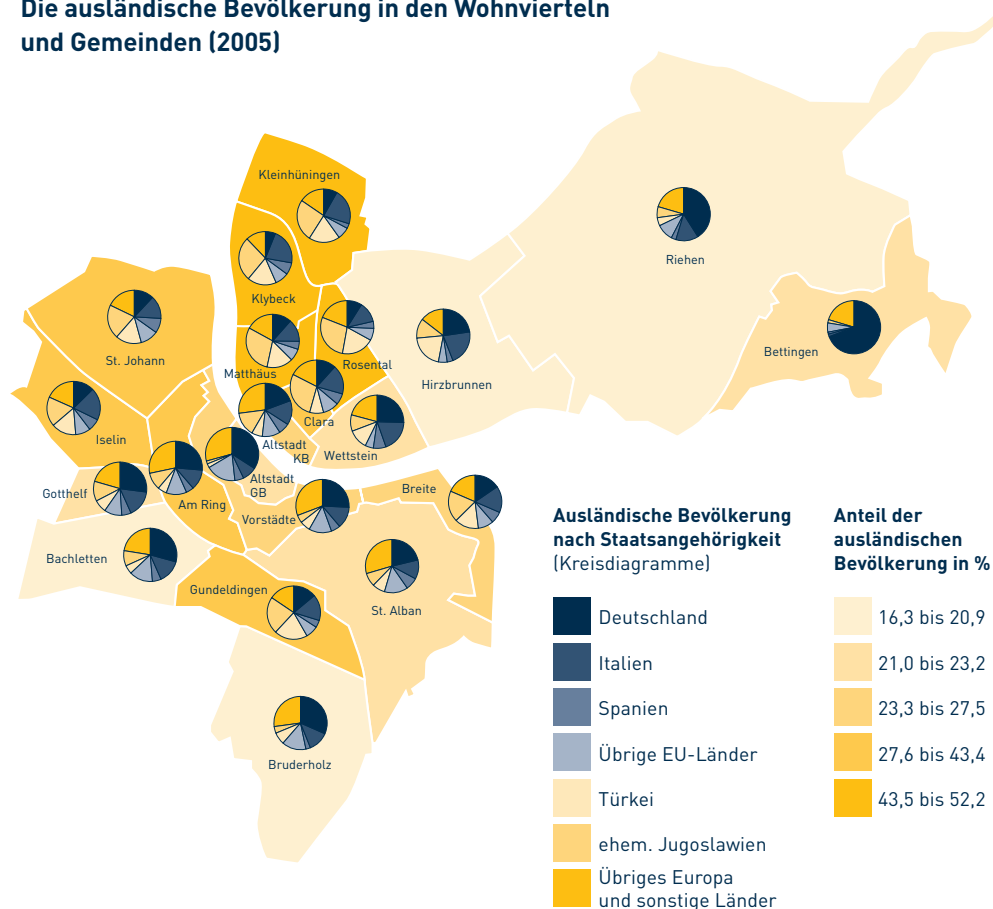 Die ausländische Bevölkerung in den Wohnvierteln
und Gemeinden (2005)
Kleinhüningen
Riehen
Klybeck
Bettingen
St. Johann
Rosental
Matthäus
Hirzbrunnen
Clara
Iselin
Altstadt
KB
Wettstein
Altstadt
GB
Gotthelf
Am Ring
Breite
Vorstädte
Bachletten
Gundeldingen
St. Alban
Bruderholz
Ausländische Bevölkerung
nach Staatsangehörigkeit
(Kreisdiagramme)
Deutschland
Italien
Spanien
Übrige EU-Länder
Türkei
ehem. Jugoslawien
Übriges Europa
und sonstige Länder
Anteil der
ausländischen
Bevölkerung in %
16,3 bis 20,9
21,0 bis 23,2
23,3 bis 27,5
27,6 bis 43,4
43,5 bis 52,2